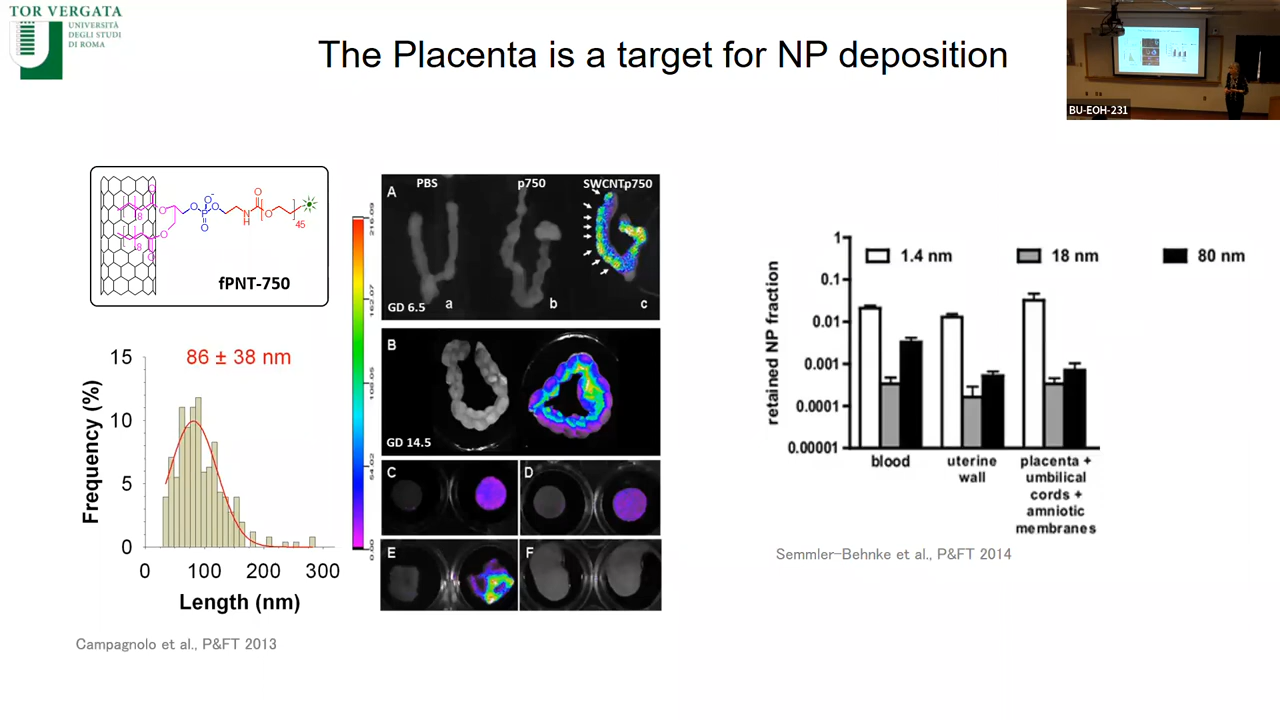 TOR VERGATA
UNIVERSITÀ
DEGLI STUDI
DI ROMA
The Placenta is a target for NP deposition
BU-EOH-231
O
O
O
O
8
8
O
P
O
O-
O
N
H
O
O
45
fPNT-750
86 ± 38 nm
Frequency (%)
15
10
5
0
0 100 200 300
Length (nm)
Campagnolo et al., P&FT 2013
0.00
A
PBS
p750
SWCNTp750
GD 6.5
a
b
c
B
GD 14.5
C
D
E
F
retained NP fraction
1
0.1
0.01
0.001
0.0001
0.00001
1.4 nm
18 nm
80 nm
blood
uterine
wall
placenta +
umbilical
cords +
amniotic
membranes
Semmler-Behnke et al., P&FT 2014